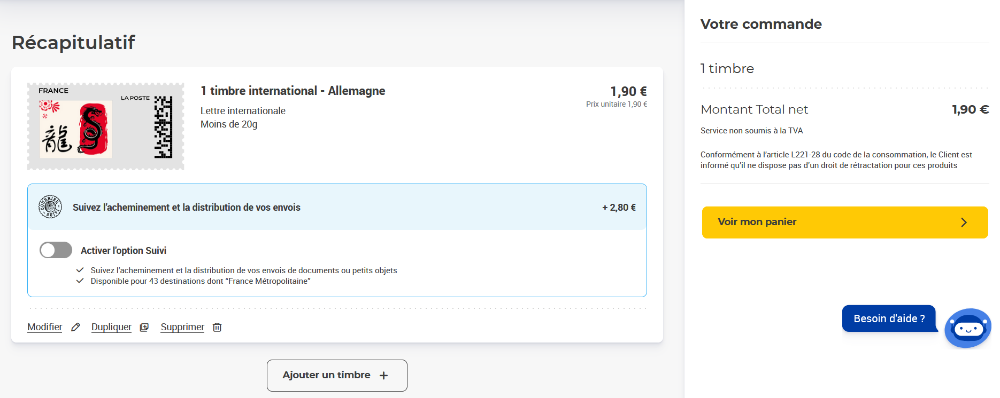 Récapitulatif
FRANCE
LA POSTE
龍
1 timbre international - Allemagne
Lettre internationale
Moins de 20g
1,90 €
Prix unitaire 1,90 €
COURRIER
SUIVI
Suivez l’acheminement et la distribution de vos envois
+ 2,80 €
Activer l'option Suivi
Suivez l’acheminement et la distribution de vos envois de documents ou petits objets
Disponible pour 43 destinations dont “France Métropolitaine”
Modifier
Dupliquer
Supprimer
Ajouter un timbre
Votre commande
1 timbre
Montant Total net
1,90 €
Service non soumis à la TVA
Conformément à l’article L221-28 du code de la consommation, le Client est
informé qu’il ne dispose pas d’un droit de rétractation pour ces produits
Voir mon panier
Besoin d'aide ?